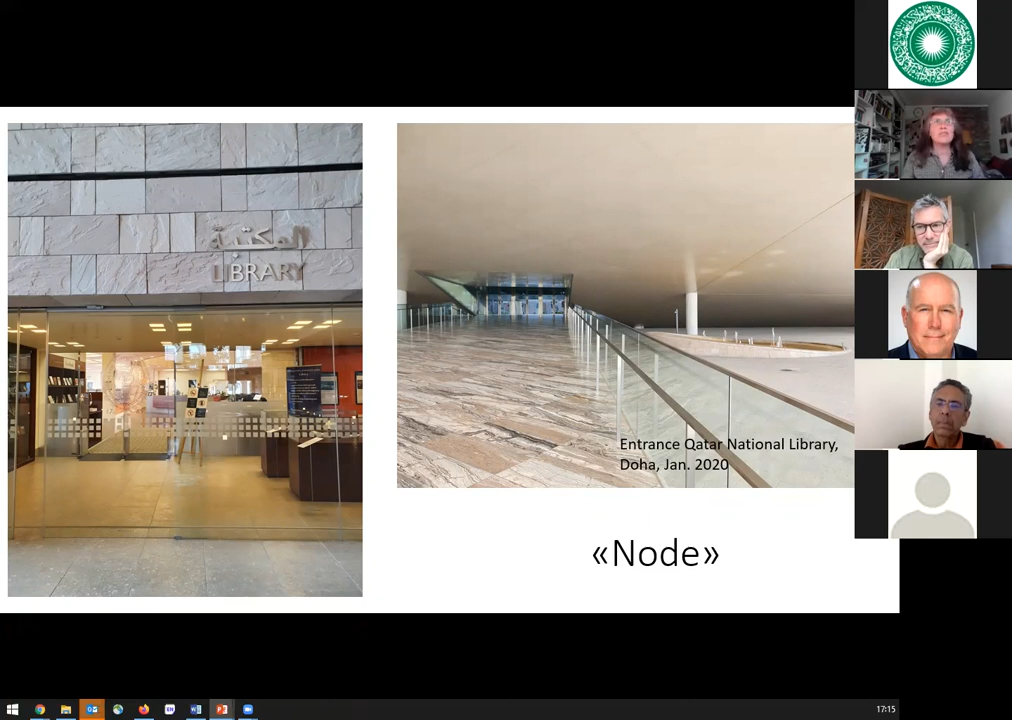 المكتبة
LIBRARY
Entrance Qatar National Library,
Doha, Jan. 2020
«Node»
17:15